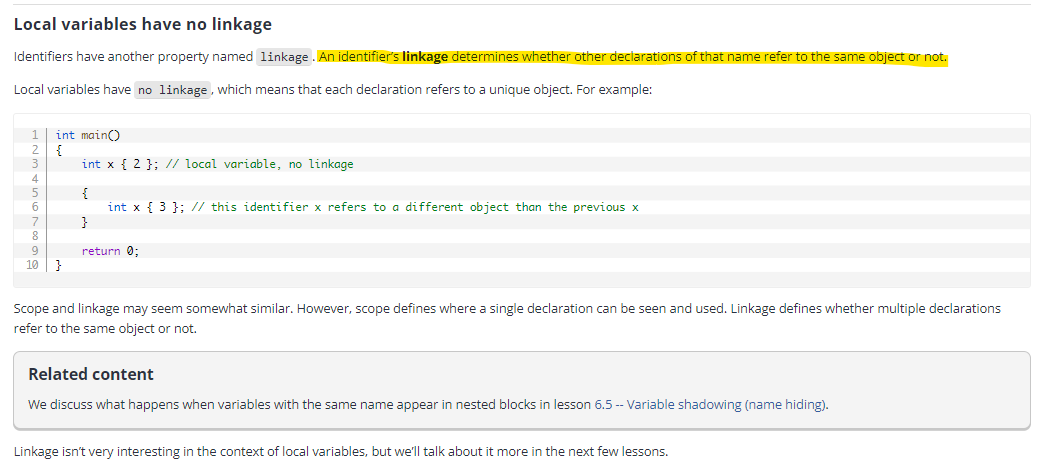 Local variables have no linkage
Identifiers have another property named linkage. An identifier's linkage determines whether other declarations of that name refer to the same object or not.
Local variables have no linkage, which means that each declaration refers to a unique object. For example:
1 int main()
2 {
3     int x { 2 }; // local variable, no linkage
4
5     {
6         int x { 3 }; // this identifier x refers to a different object than the previous x
7     }
8
9     return 0;
10 }
Scope and linkage may seem somewhat similar. However, scope defines where a single declaration can be seen and used. Linkage defines whether multiple declarations
refer to the same object or not.
Related content
We discuss what happens when variables with the same name appear in nested blocks in lesson 6.5 -- Variable shadowing (name hiding).
Linkage isn't very interesting in the context of local variables, but we'll talk about it more in the next few lessons.